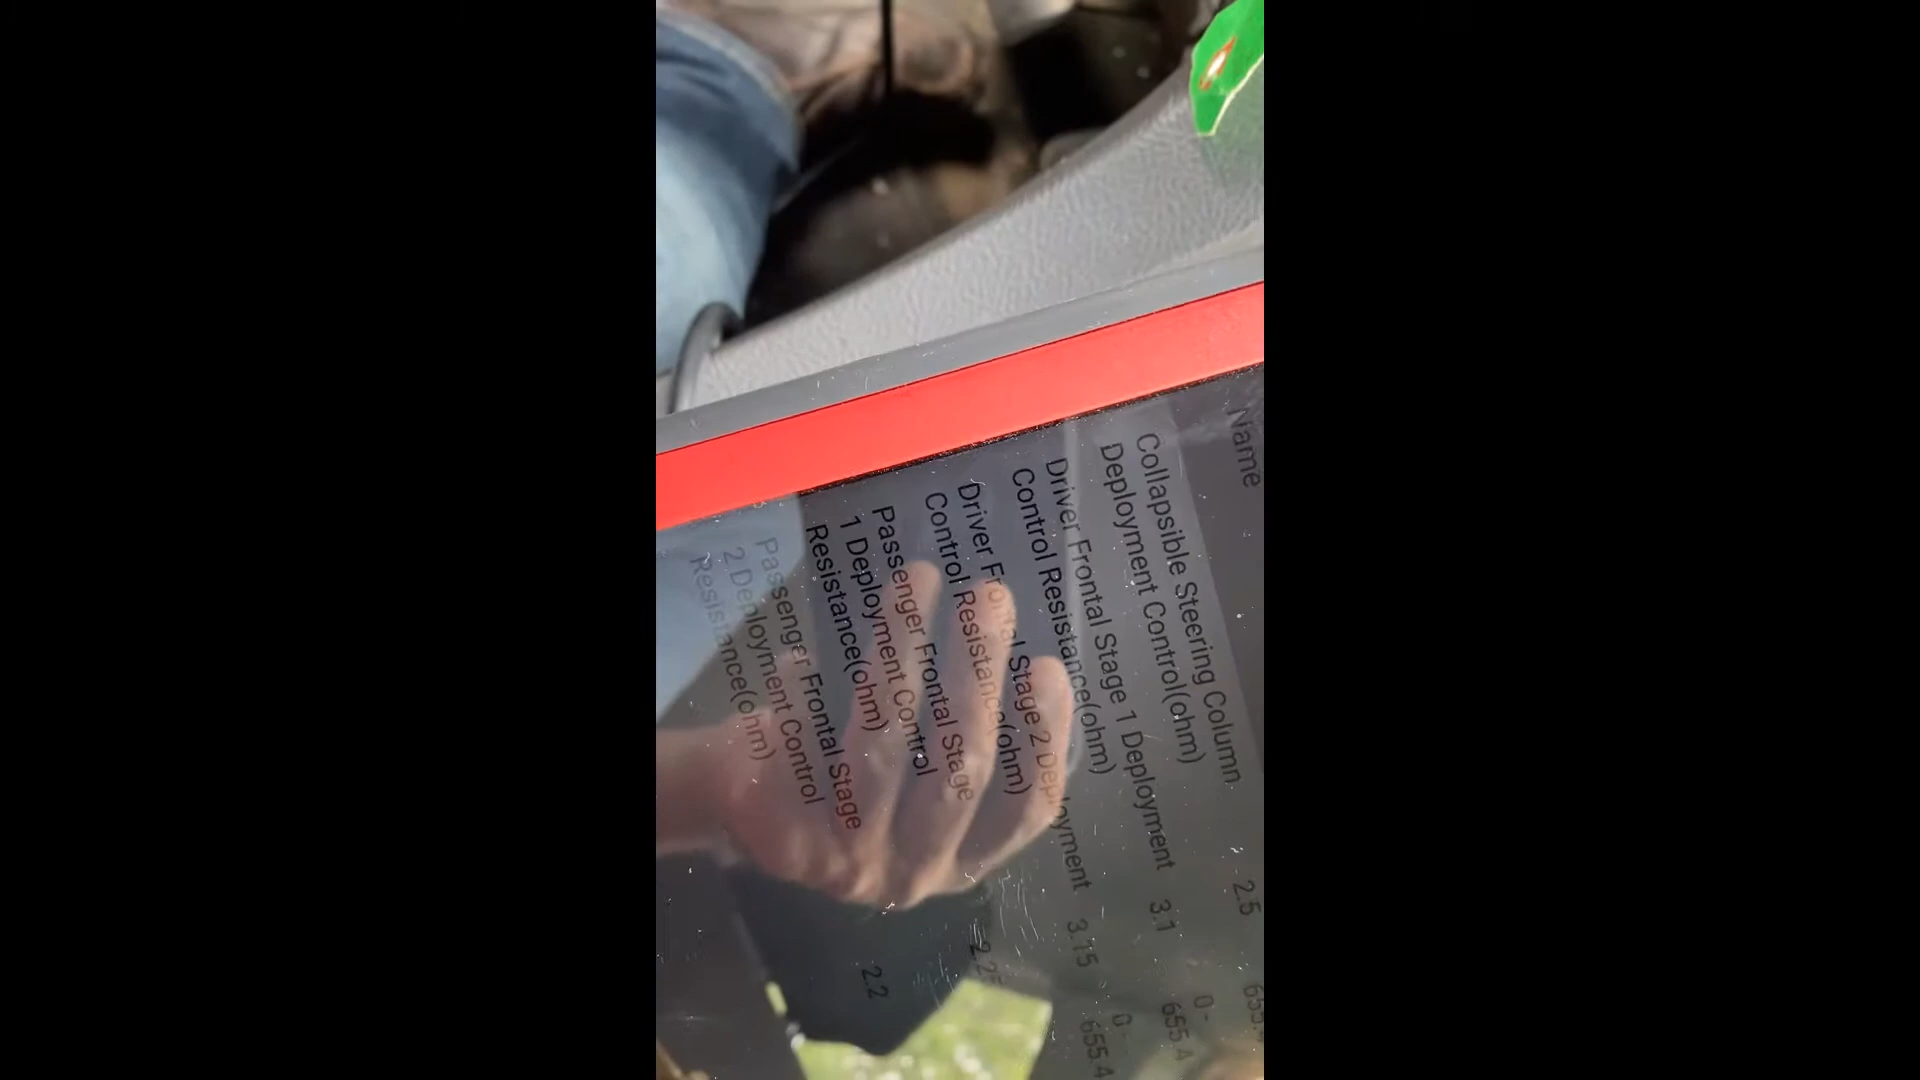 Name
Collapsible Steering Column
Deployment Control(ohm)
2.5
Driver Frontal Stage 1 Deployment
Control Resistance(ohm)
3.1
0 -
655.4
Driver Frontal Stage 2 Deployment
Control Resistance(ohm)
3.15
0 -
655.4
Passenger Frontal Stage
1 Deployment Control
Resistance(ohm)
Passenger Frontal Stage
2 Deployment Control
Resistance(ohm)
2.2